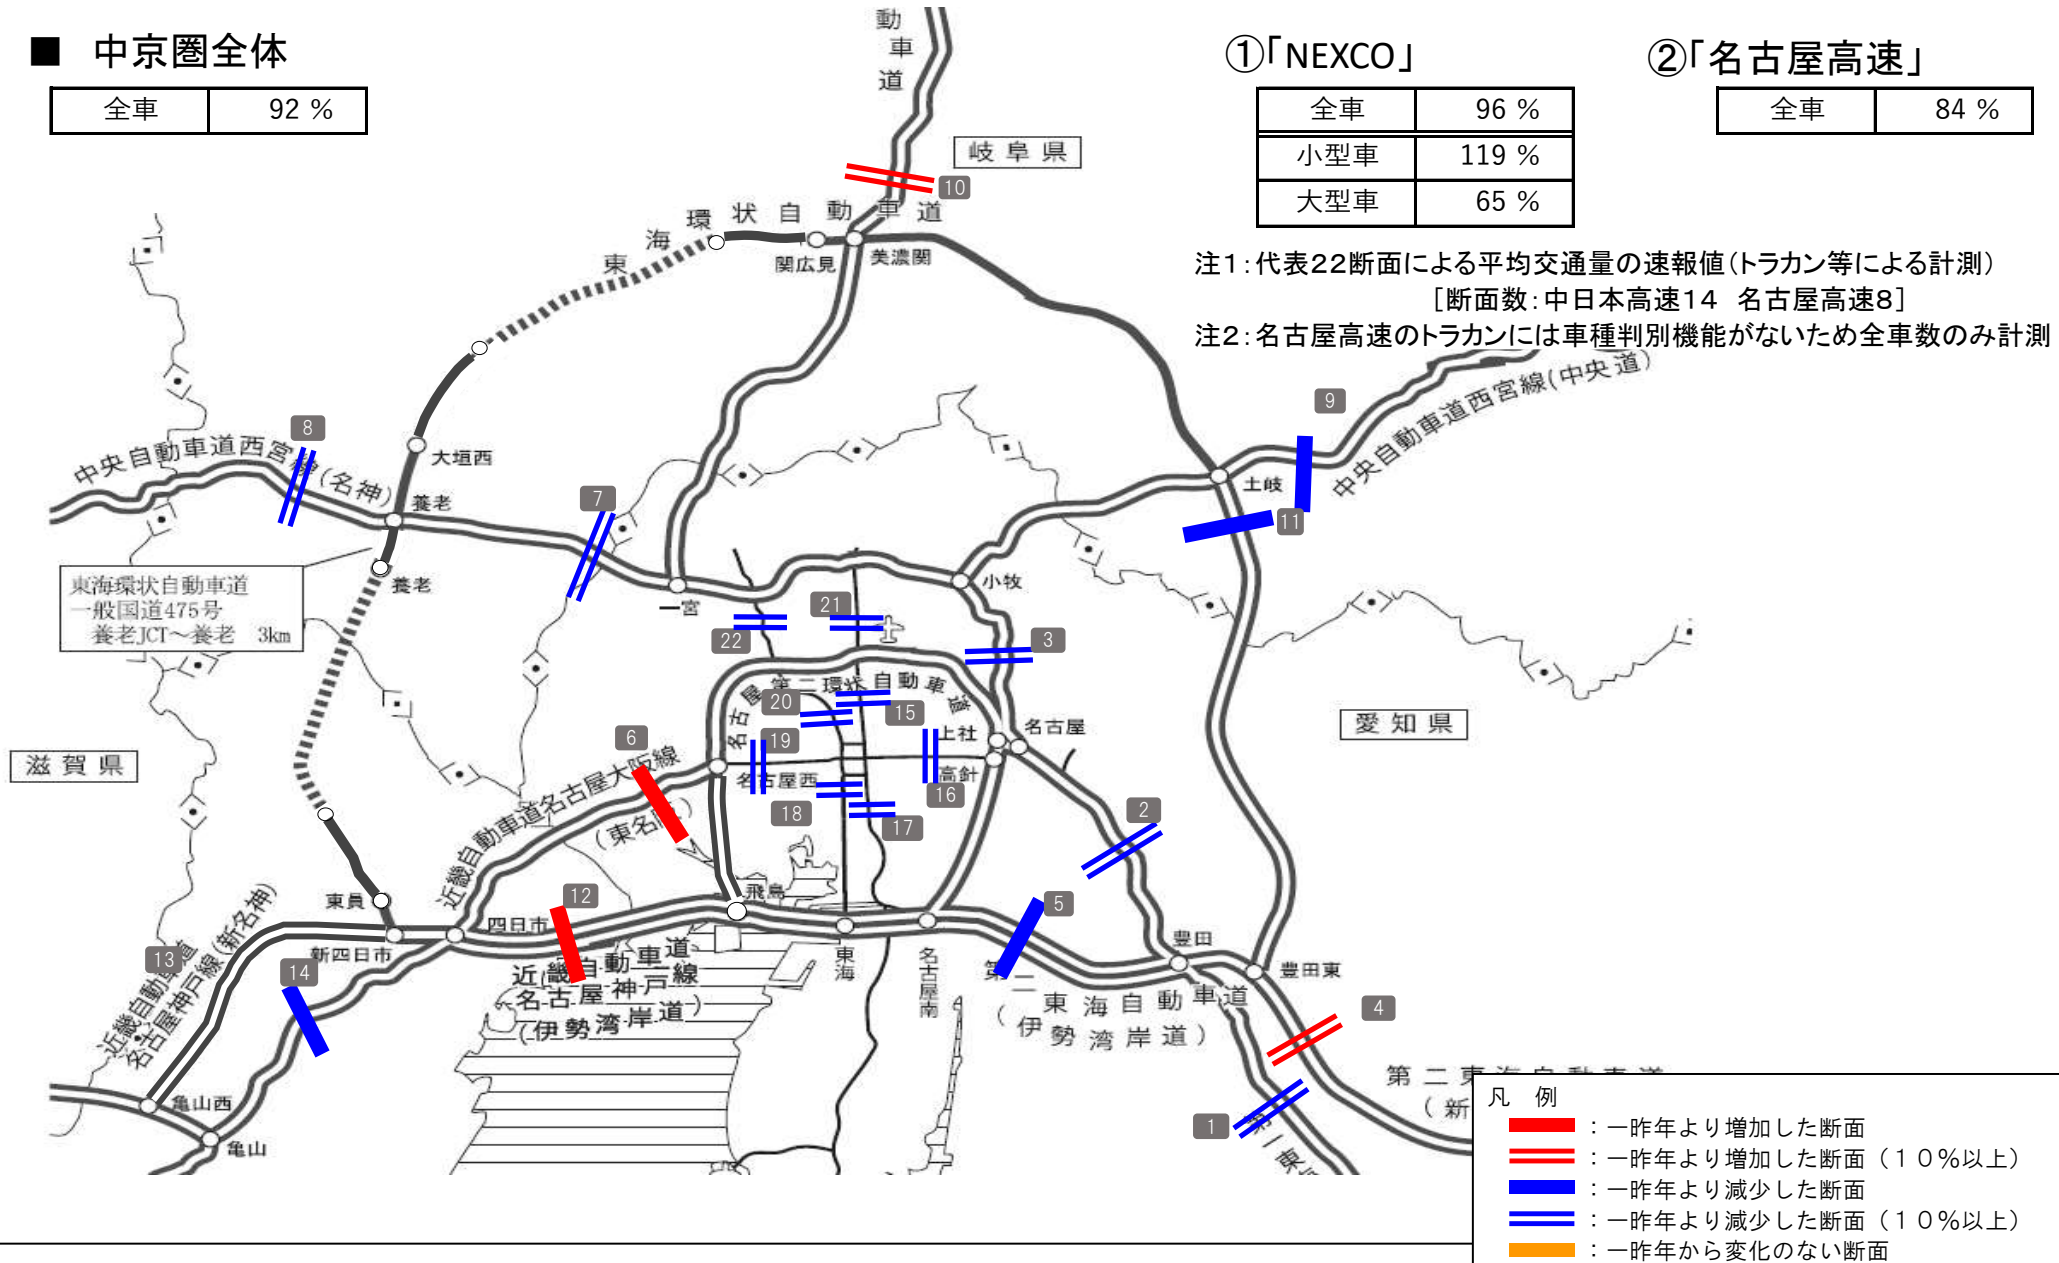 ■ 中京圏全体
全車 92 %
①「NEXCO」
全車 96 %
小型車 119 %
大型車 65 %
②「名古屋高速」
全車 84 %
注1:代表22断面による平均交通量の速報値(トラカン等による計測)
[断面数:中日本高速14 名古屋高速8]
注2:名古屋高速のトラカンには車種判別機能がないため全車数のみ計測
動車道
岐阜県
10
東海環状自動車道
関広見
美濃関
9
中央自動車道西宮線(中央道)
8
中央自動車道西宮線(名神)
大垣西
養老
7
土岐
11
東海環状自動車道
一般国道475号
養老JCT～養老 3km
養老
一宮
小牧
22
21
3
名古屋第二環状自動車道
20
15
上社
名古屋
愛知県
滋賀県
6
19
名古屋西
高針
16
近畿自動車道名古屋大阪線
(東名阪)
18
17
2
飛島
東員
12
5
四日市
新四日市
13
14
近畿自動車道
名古屋神戸線(新名神)
近畿自動車道
名古屋神戸線
(伊勢湾岸道)
東海
名古屋南
豊田
豊田東
第二東海自動車道
(伊勢湾岸道)
4
亀山西
亀山
1
第一東
第二東海自動車道
(新
凡 例
:一昨年より増加した断面
:一昨年より増加した断面(10%以上)
:一昨年より減少した断面
:一昨年より減少した断面(10%以上)
:一昨年から変化のない断面